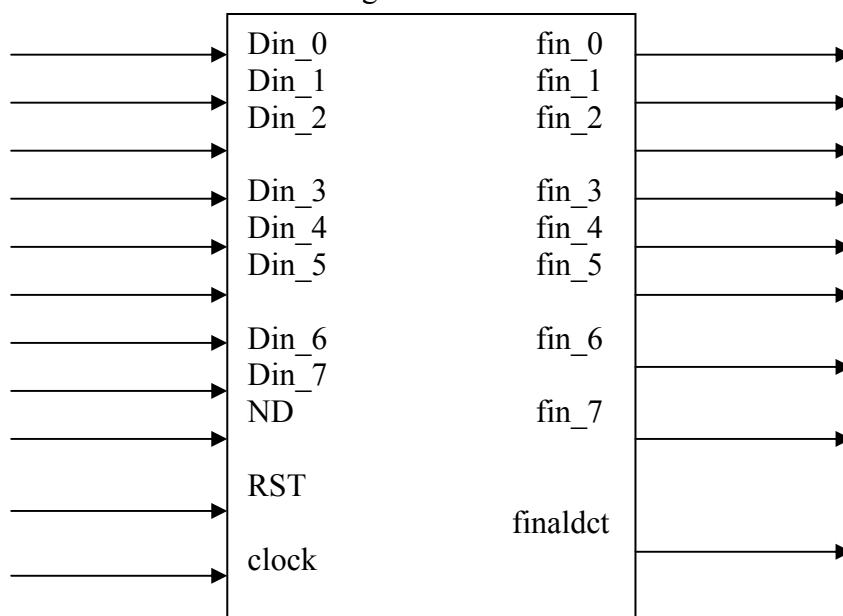 Din_0 fin_0
Din_1 fin_1
Din_2 fin_2
Din_3 fin_3
Din_4 fin_4
Din_5 fin_5
Din_6 fin_6
Din_7
ND fin_7
RST
finaldct
clock